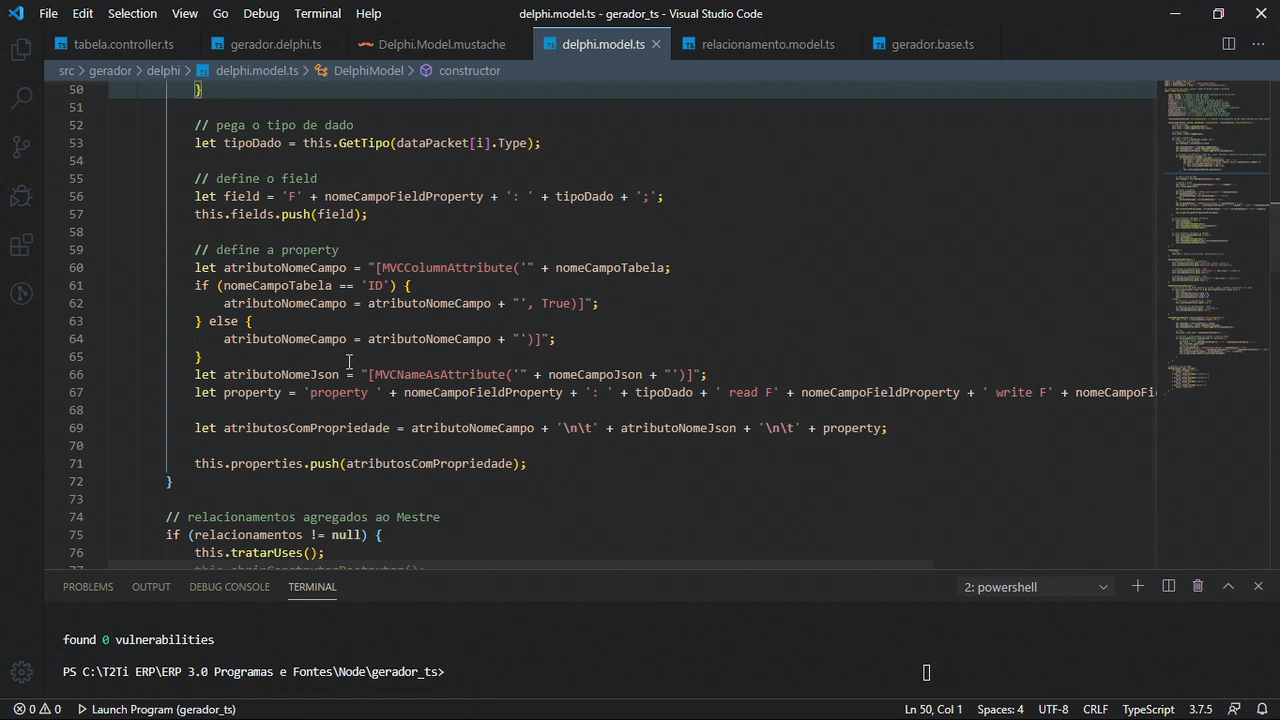 File Edit Selection View Go Debug Terminal Help delphi.model.ts - gerador_ts - Visual Studio Code
tabela.controller.ts gerador.delphi.ts Delphi.Model.mustache delphi.model.ts relacionamento.model.ts gerador.base.ts
src > gerador > delphi > delphi.model.ts > DelphiModel > constructor
50 }
51
52 // pega o tipo de dado
53 let tipoDado = this.GetTipo(dataPacket[i].Type);
54
55 // define o field
56 let field = 'F' + nomeCampoFieldProperty + ': ' + tipoDado + ';';
57 this.fields.push(field);
58
59 // define a property
60 let atributoNomeCampo = "[MVCColumnAttribute('" + nomeCampoTabela;
61 if (nomeCampoTabela == 'ID') {
62 atributoNomeCampo = atributoNomeCampo + "', True)]";
63 } else {
64 atributoNomeCampo = atributoNomeCampo + "')]";
65 }
66 let atributoNomeJson = "[MVCNameAsAttribute('" + nomeCampoJson + "')]";
67 let property = 'property ' + nomeCampoFieldProperty + ': ' + tipoDado + ' read F' + nomeCampoFieldProperty + ' write F' + nomeCampoFie
68
69 let atributosComPropriedade = atributoNomeCampo + '\n\t' + atributoNomeJson + '\n\t' + property;
70
71 this.properties.push(atributosComPropriedade);
72 }
73
74 // relacionamentos agregados ao Mestre
75 if (relacionamentos != null) {
76 this.tratarUses();
PROBLEMS OUTPUT DEBUG CONSOLE TERMINAL 2: powershell
found 0 vulnerabilities
PS C:\T2Ti ERP\ERP 3.0 Programas e Fontes\Node\gerador_ts>
0 0 Launch Program (gerador_ts) Ln 50, Col 1 Spaces: 4 UTF-8 CRLF TypeScript 3.7.5